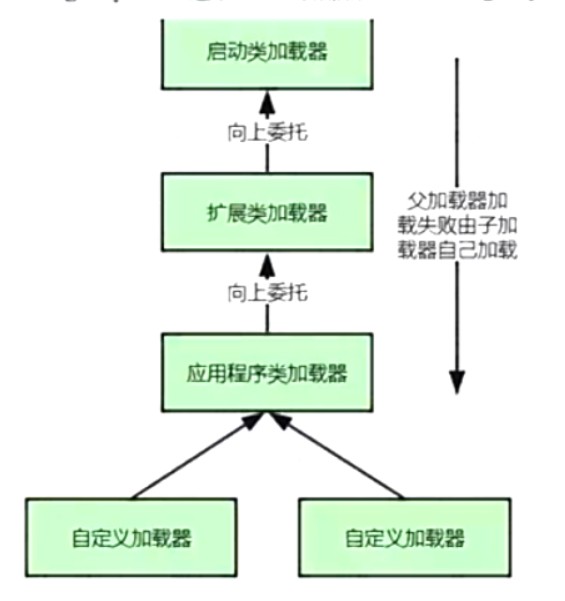 启动类加载器
向上委托
扩展类加载器
父加载器加
载失败由子加
载器自己加载
向上委托
应用程序类加载器
自定义加载器
自定义加载器